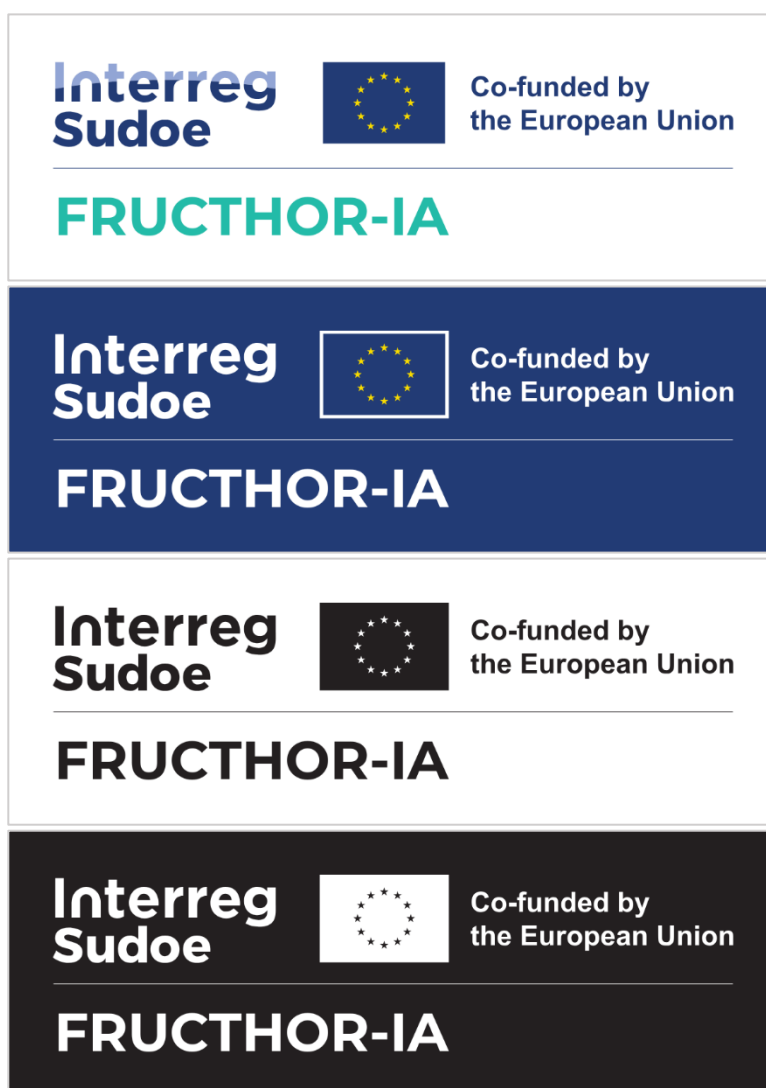 Interreg
Sudoe
Co-funded by
the European Union
FRUCTHOR-IA
Interreg
Sudoe
Co-funded by
the European Union
FRUCTHOR-IA
Interreg
Sudoe
Co-funded by
the European Union
FRUCTHOR-IA
Interreg
Sudoe
Co-funded by
the European Union
FRUCTHOR-IA